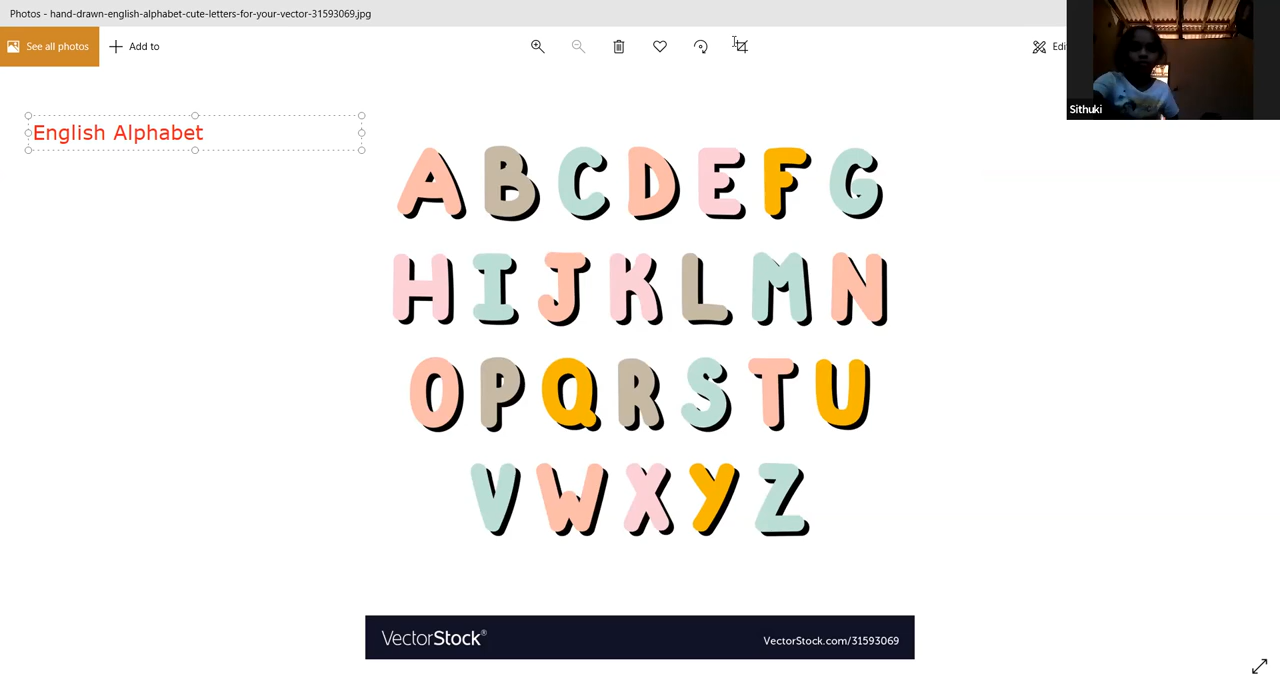 Photos - hand-drawn-english-alphabet-cute-letters-for-your-vector-31593069.jpg
See all photos
Add to
Sithuki
English Alphabet
A B C D E F G
H I J K L M N
O P Q R S T U
V W X Y Z
VectorStock®
VectorStock.com/31593069